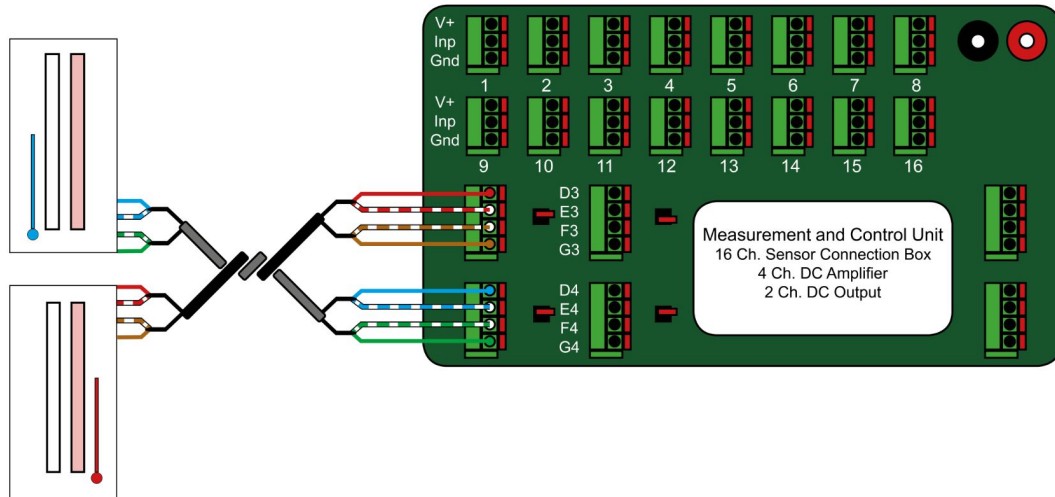 V+
Inp
Gnd
1 2 3 4 5 6 7 8
V+
Inp
Gnd
9 10 11 12 13 14 15 16
D3
E3
F3
G3
D4
E4
F4
G4
Measurement and Control Unit
16 Ch. Sensor Connection Box
4 Ch. DC Amplifier
2 Ch. DC Output